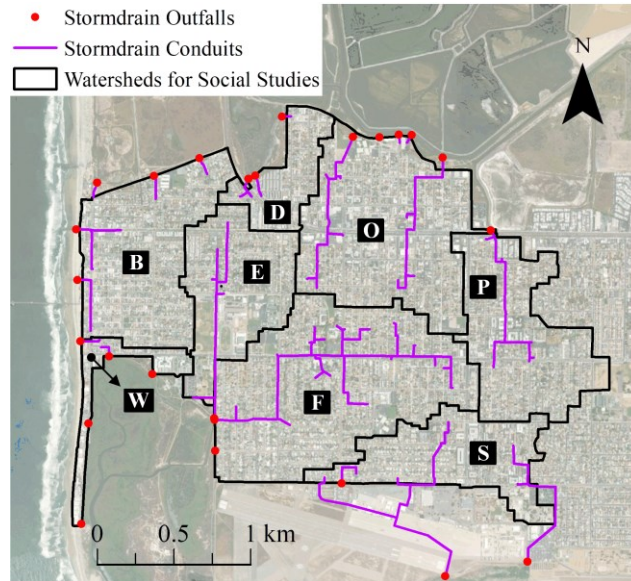 Stormdrain Outfalls
Stormdrain Conduits
Watersheds for Social Studies
N
D
B
E
O
P
W
F
S
0 0.5 1 km